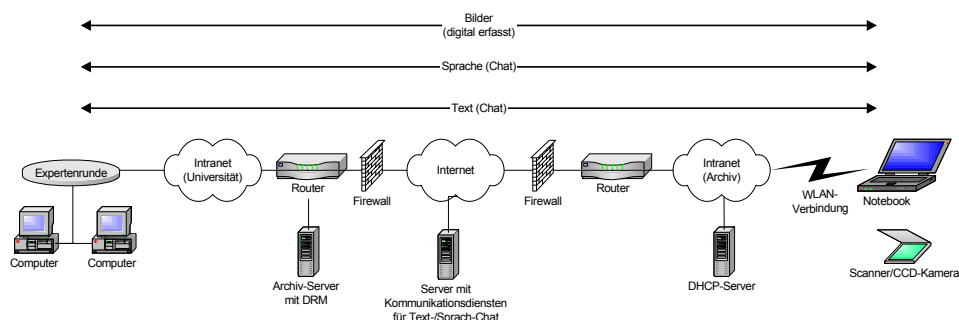 Bilder
(digital erfasst)
Sprache (Chat)
Text (Chat)
Expertenrunde
Intranet
(Universität)
Router
Firewall
Internet
Firewall
Router
Intranet
(Archiv)
WLAN-
Verbindung
Notebook
Computer
Computer
Archiv-Server
mit DRM
Server mit
Kommunikationsdiensten
für Text-/Sprach-Chat
DHCP-Server
Scanner/CCD-Kamera